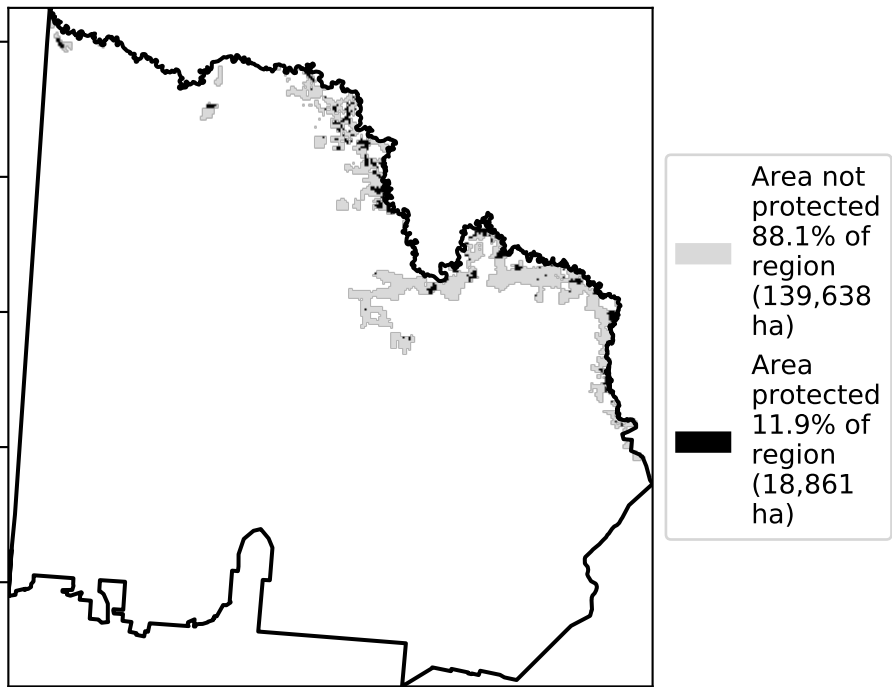 Area not
protected
88.1% of
region
(139,638
ha)
Area
protected
11.9% of
region
(18,861
ha)